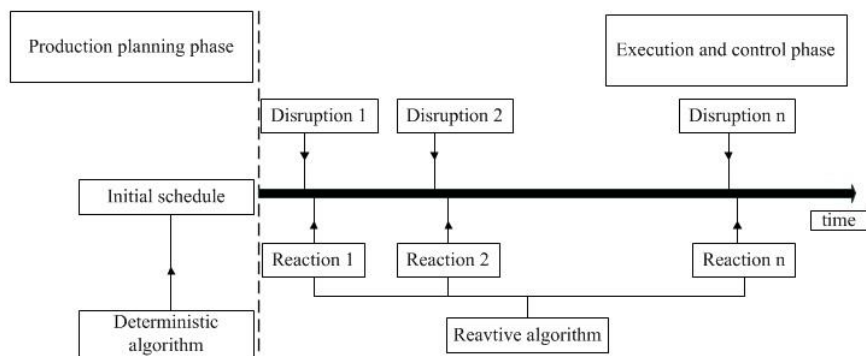 Production planning phase
Execution and control phase
Disruption 1
Disruption 2
Disruption n
Initial schedule
time
Reaction 1
Reaction 2
Reaction n
Deterministic
algorithm
Reavtive algorithm